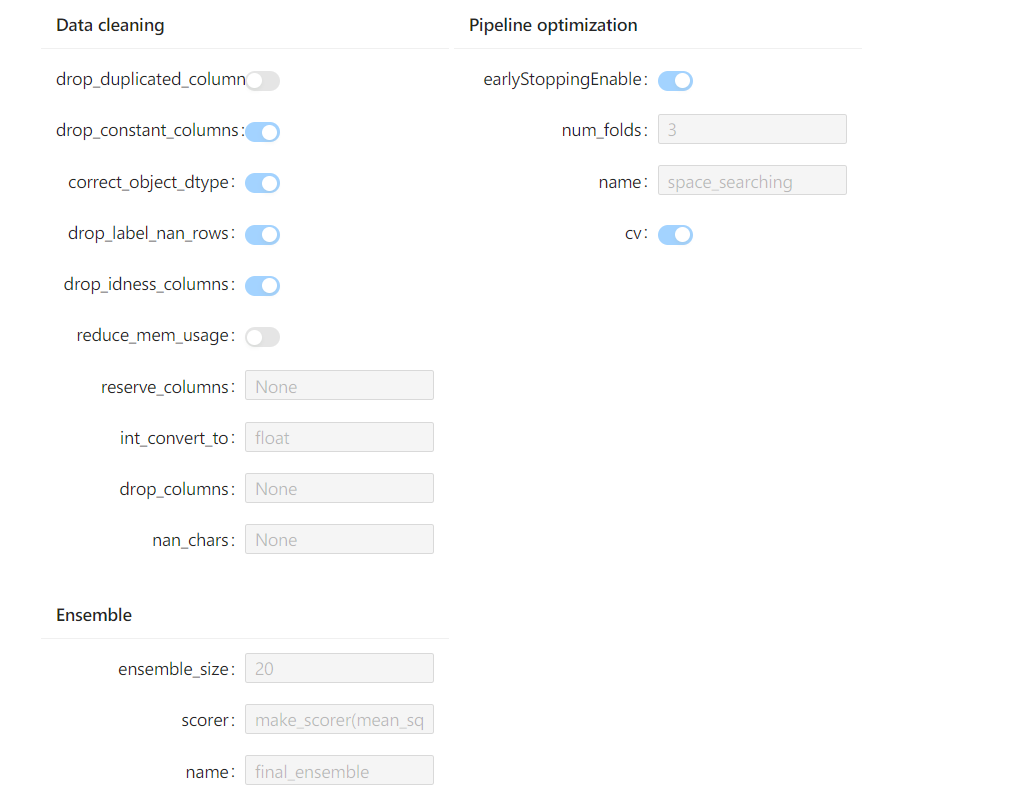 Data cleaning
drop_duplicated_column
drop_constant_columns:
correct_object_dtype:
drop_label_nan_rows:
drop_idness_columns:
reduce_mem_usage:
reserve_columns: None
int_convert_to: float
drop_columns: None
nan_chars: None
Pipeline optimization
earlyStoppingEnable:
num_folds: 3
name: space_searching
cv:
Ensemble
ensemble_size: 20
scorer: make_scorer(mean_sq
name: final_ensemble